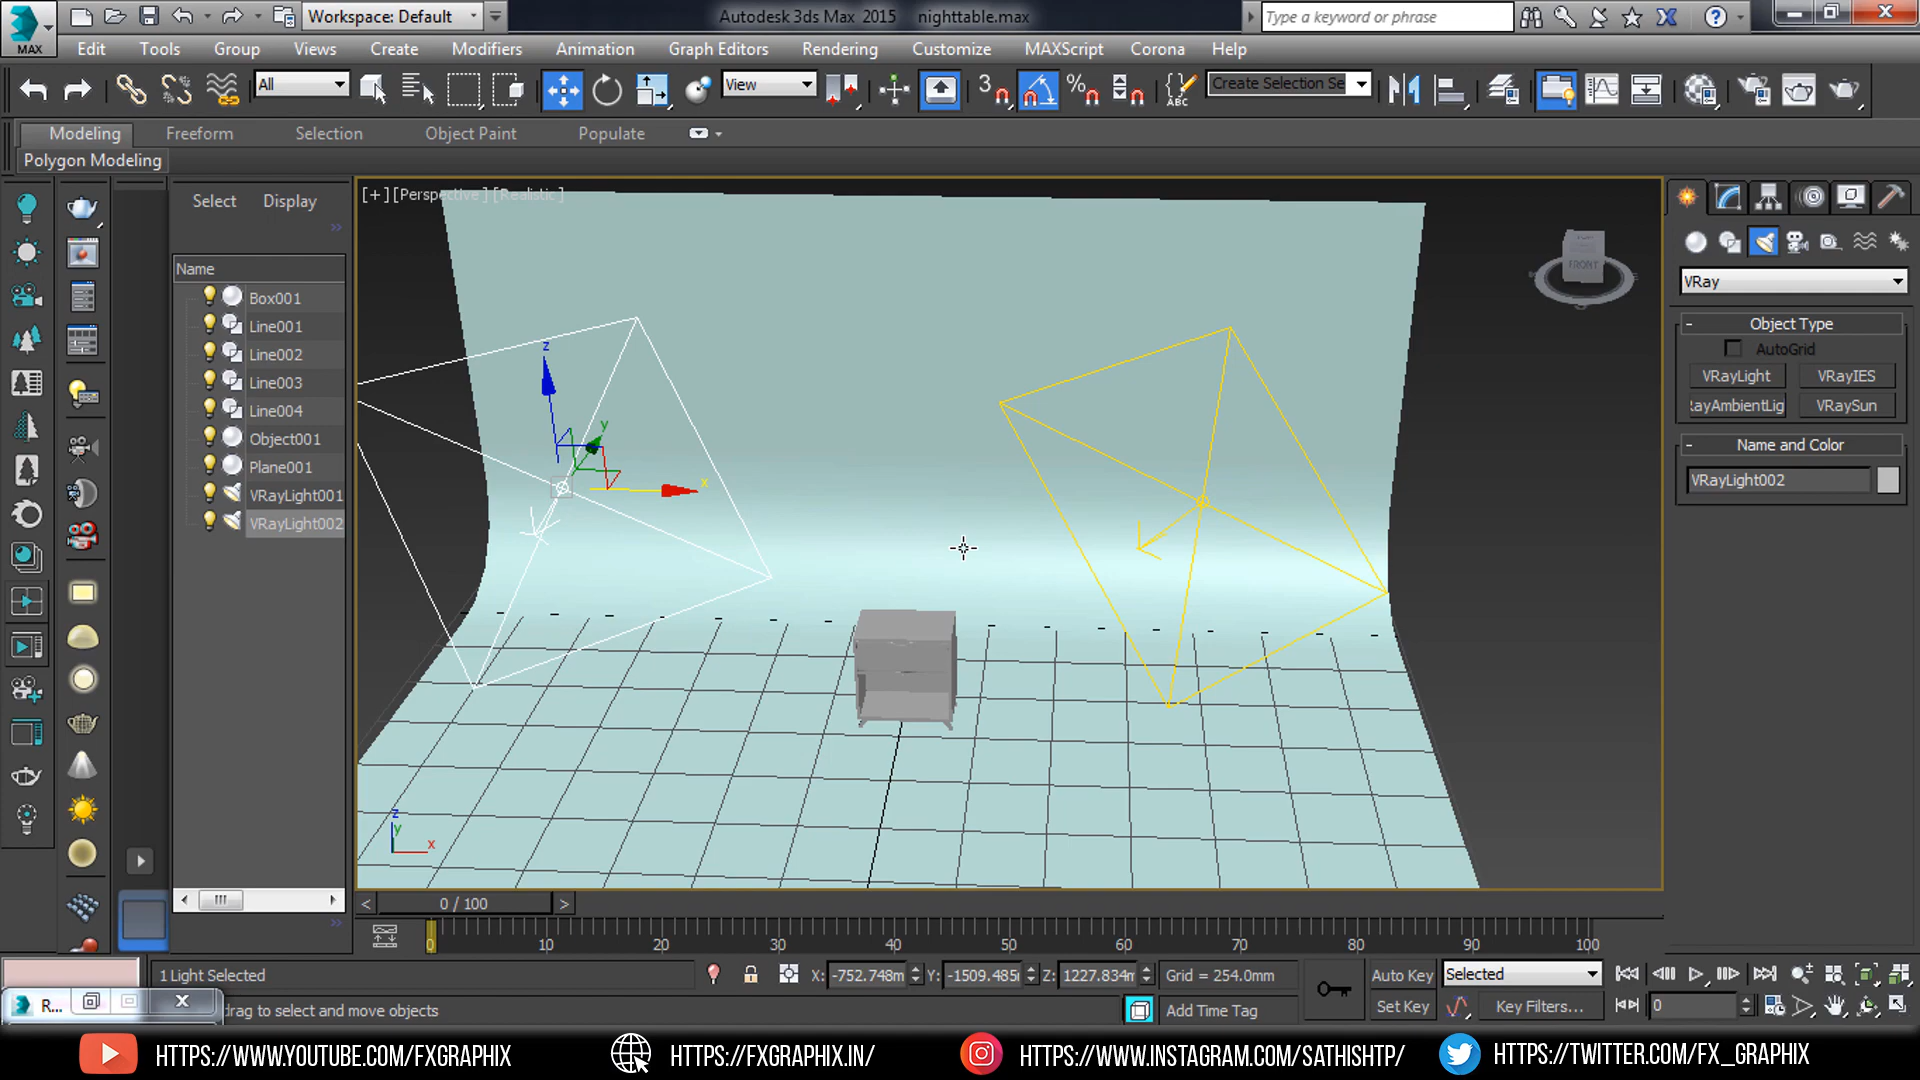 Workspace: Default
Autodesk 3ds Max 2015 nighttable.max
Type a keyword or phrase
MAX
Edit Tools Group Views Create Modifiers Animation Graph Editors Rendering Customize MAXScript Corona Help
All
View
3
ABC
Create Selection Se
Modeling Freeform Selection Object Paint Populate
Polygon Modeling
Select Display
Name
Box001
Line001
Line002
Line003
Line004
Object001
Plane001
VRayLight001
VRayLight002
[+][Perspective][Realistic]
z
y
x
FRONT
z
y
x
VRay
- Object Type
AutoGrid
VRayLight VRayIES
RayAmbientLig VRaySun
- Name and Color
VRayLight002
< 0 / 100 >
0 10 20 30 40 50 60 70 80 90 100
1 Light Selected
X: -752.748m Y: -1509.485m Z: 1227.834m Grid = 254.0mm
Auto Key Selected
R...
drag to select and move objects
Add Time Tag
Set Key Key Filters... 0
HTTPS://WWW.YOUTUBE.COM/FXGRAPHIX HTTPS://FXGRAPHIX.IN/ HTTPS://WWW.INSTAGRAM.COM/SATHISHTP/ HTTPS://TWITTER.COM/FX_GRAPHIX